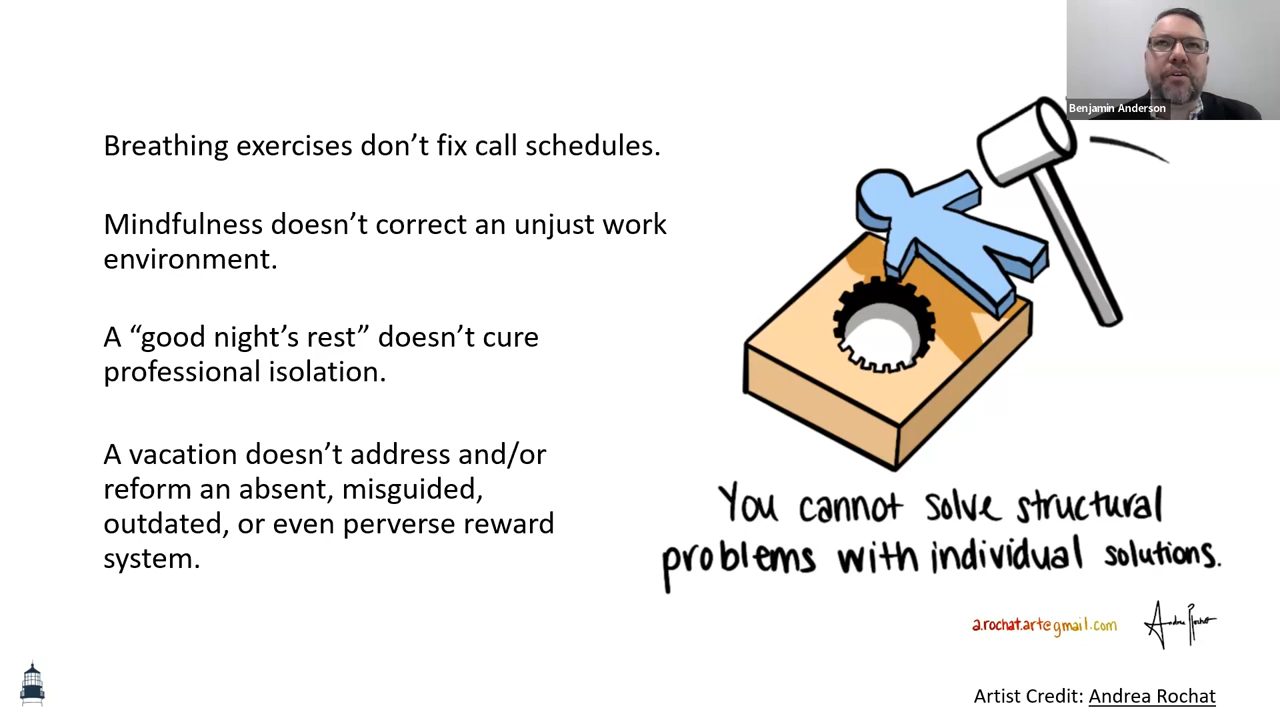 Benjamin Anderson
Breathing exercises don’t fix call schedules.
Mindfulness doesn’t correct an unjust work
environment.
A “good night’s rest” doesn’t cure
professional isolation.
A vacation doesn’t address and/or
reform an absent, misguided,
outdated, or even perverse reward
system.
You cannot solve structural
problems with individual solutions.
a.rochat.art@gmail.com
Andrea Rochat
Artist Credit: Andrea Rochat